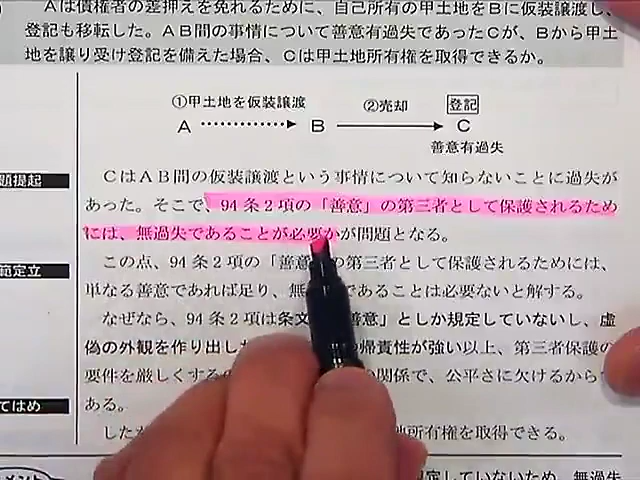 Aは債権者の差押えを免れるために、自己所有の甲土地をBに仮装譲渡し、
登記も移転した。AB間の事情について善意有過失であったCが、Bから甲土
地を譲り受け登記を備えた場合、Cは甲土地所有権を取得できるか。
①甲土地を仮装譲渡 ②売却 登記
A B C
善意有過失
題提起
CはAB間の仮装譲渡という事情について知らないことに過失が
あった。そこで、94条2項の「善意」の第三者として保護されるため
には、無過失であることが必要かが問題となる。
範定立
この点、94条2項の「善意 の第三者として保護されるためには、
単なる善意であれば足り、無 であることは必要ないと解する。
なぜなら、94条2項は条文 善意」としか規定していないし、虚
偽の外観を作り出した 帰責性が強い以上、第三者保護の
要件を厳しくする の関係で、公平さに欠けるから
てはめ
ある。
した 地所有権を取得できる。
メント
規定していないため、無過失